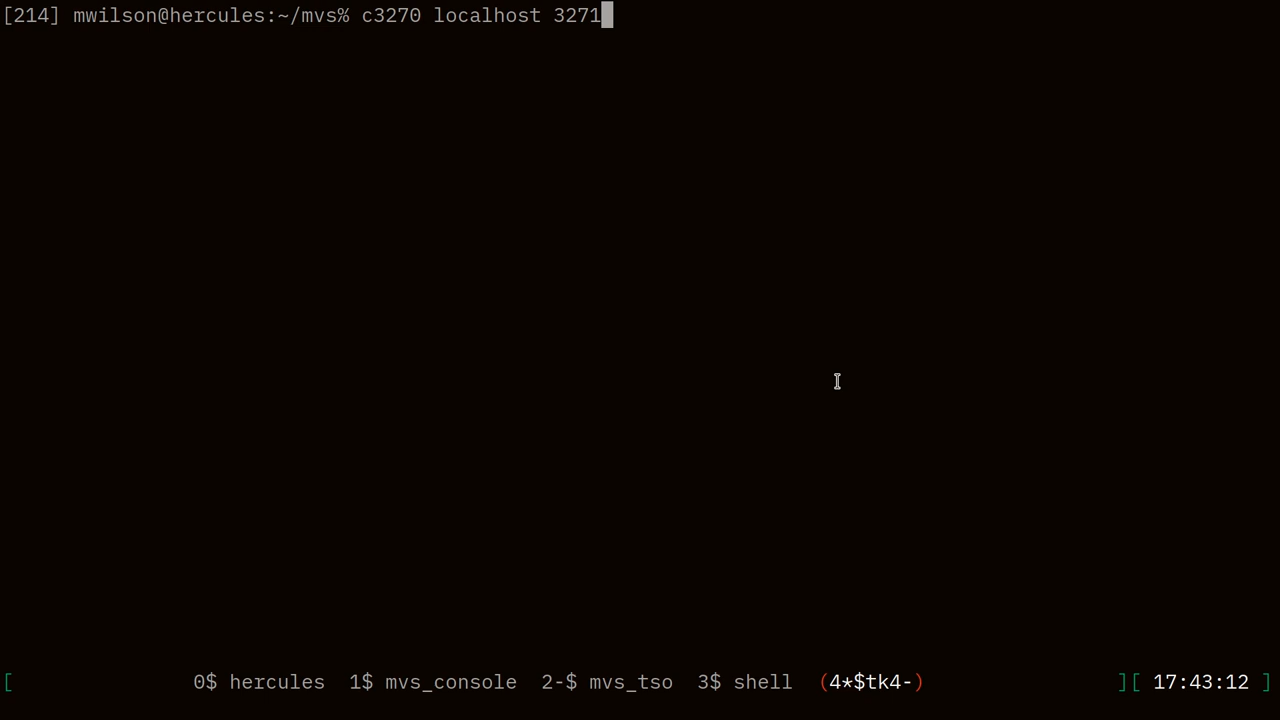 [214] mwilson@hercules:~/mvs% c3270 localhost 3271
[ 0$ hercules 1$ mvs_console 2-$ mvs_tso 3$ shell (4*$tk4-) ][ 17:43:12 ]